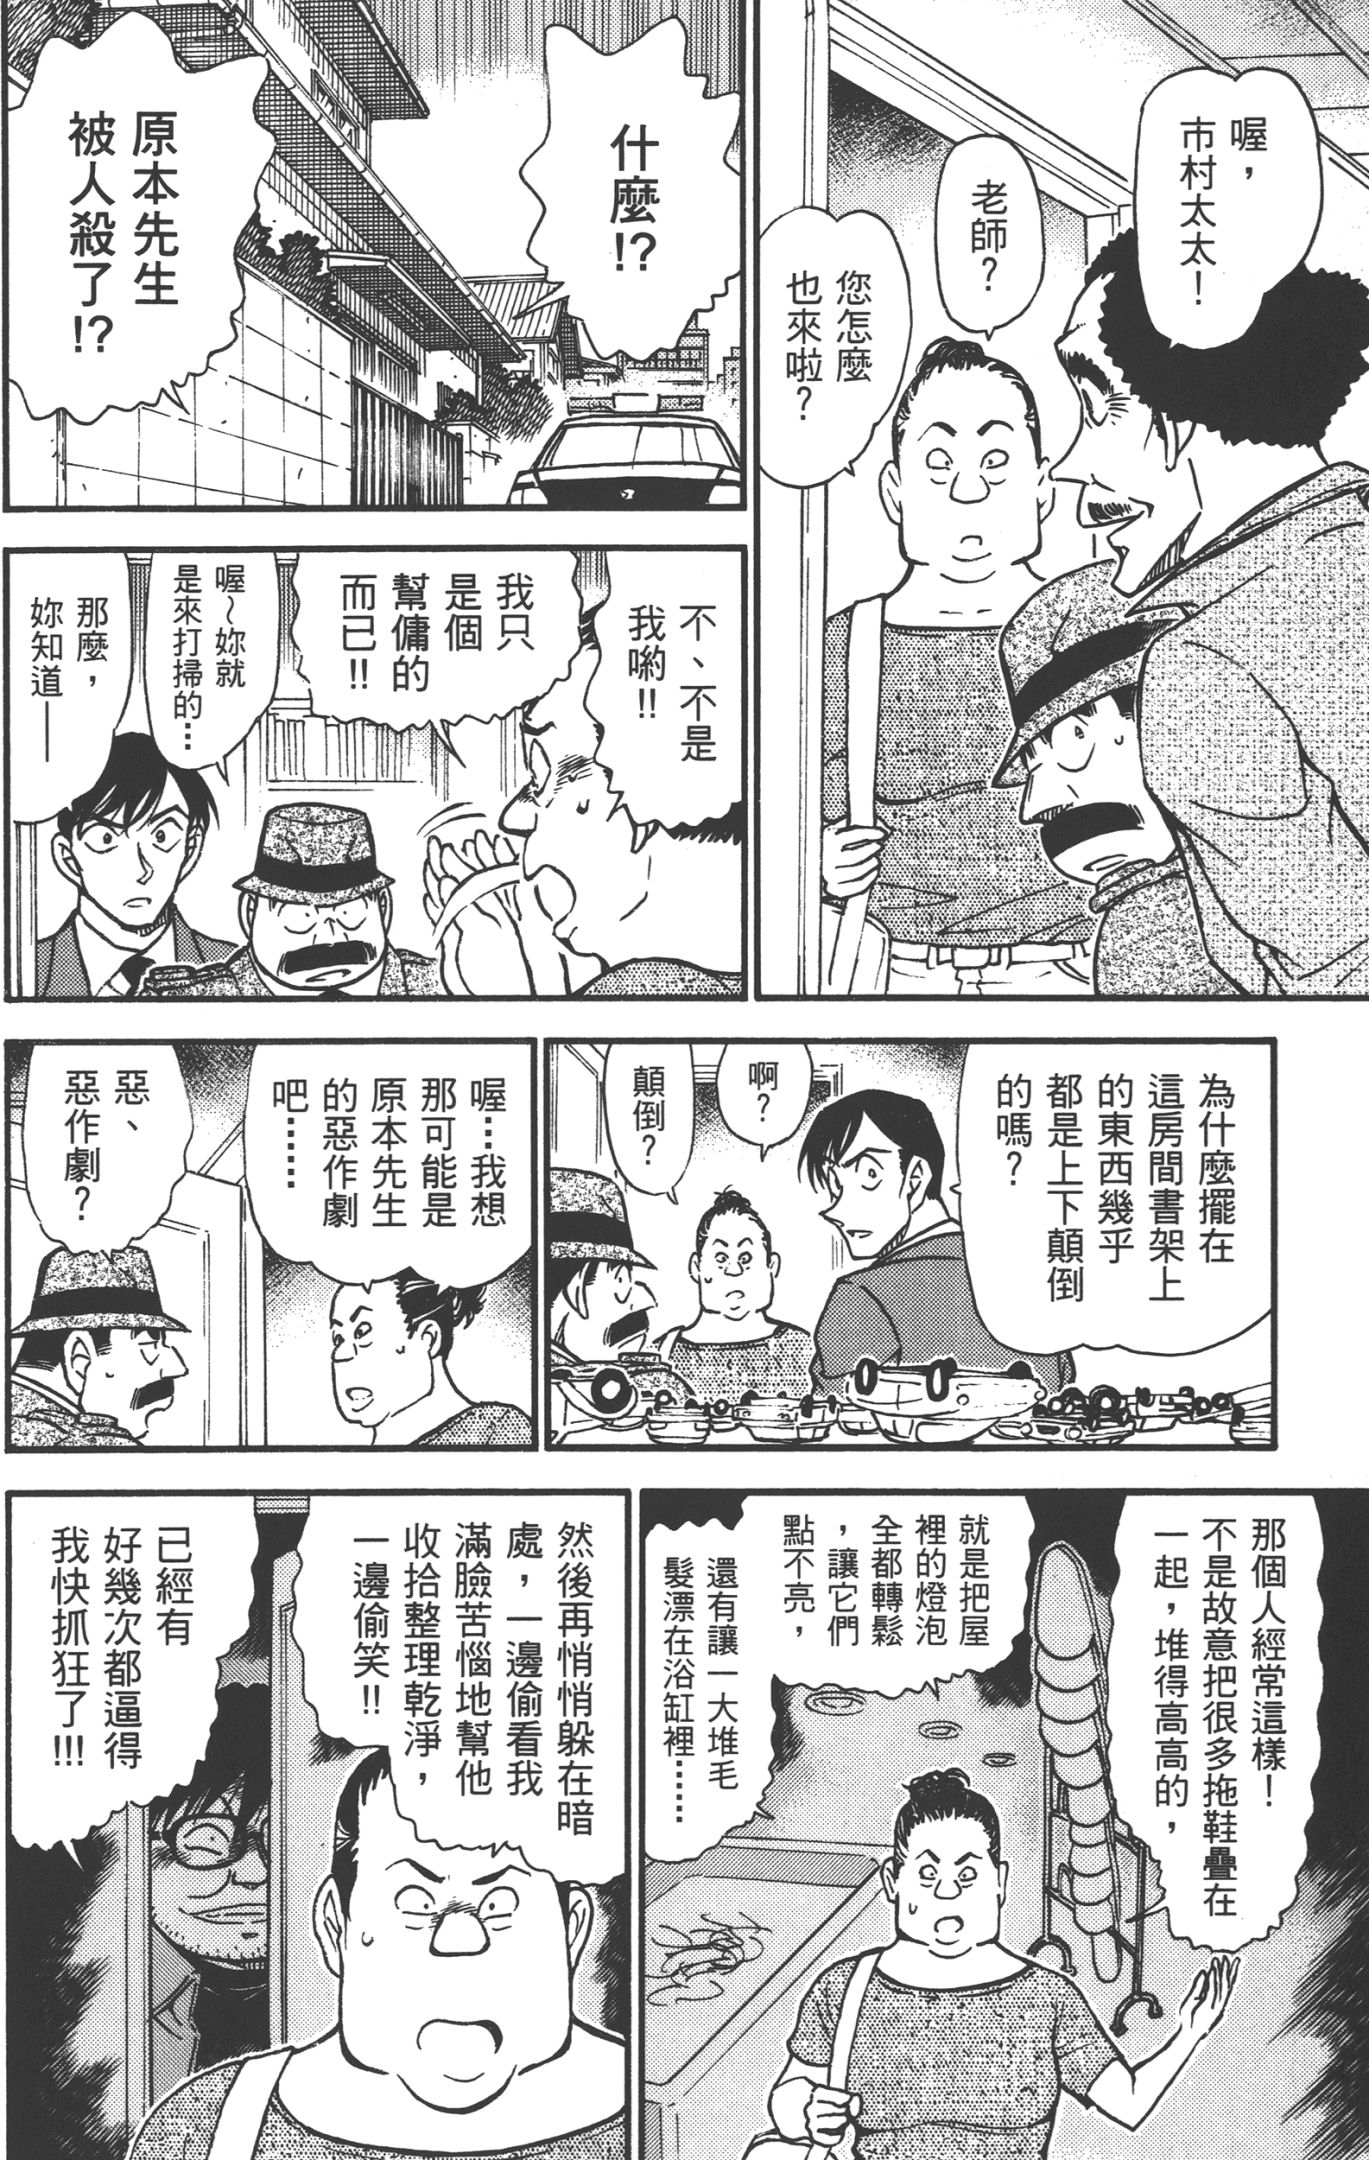 喔，
市村太太！
老師？
您怎麼
也來啦？
什麼!?
原本先生
被人殺了!?
不、不是
我喲!!
我只
是個
幫傭的
而已!!
喔～妳就
是來打掃的…
那麼，
妳知道——
為什麼擺在
這房間書架上
的東西幾乎
都是上下顛倒
的嗎？
啊？
顛倒？
喔…我想
那可能是
原本先生
的惡作劇
吧……
惡、
惡作劇？
那個人經常這樣！
不是故意把很多拖鞋疊在
一起，堆得高高的，
就是把屋
裡的燈泡
全都轉鬆
，讓它們
點不亮，
還有讓一大堆毛
髮漂在浴缸裡……
然後再悄悄躲在暗
處，一邊偷看我
滿臉苦惱地幫他
收拾整理乾淨，
一邊偷笑!!
已經有
好幾次都逼得
我快抓狂了!!!